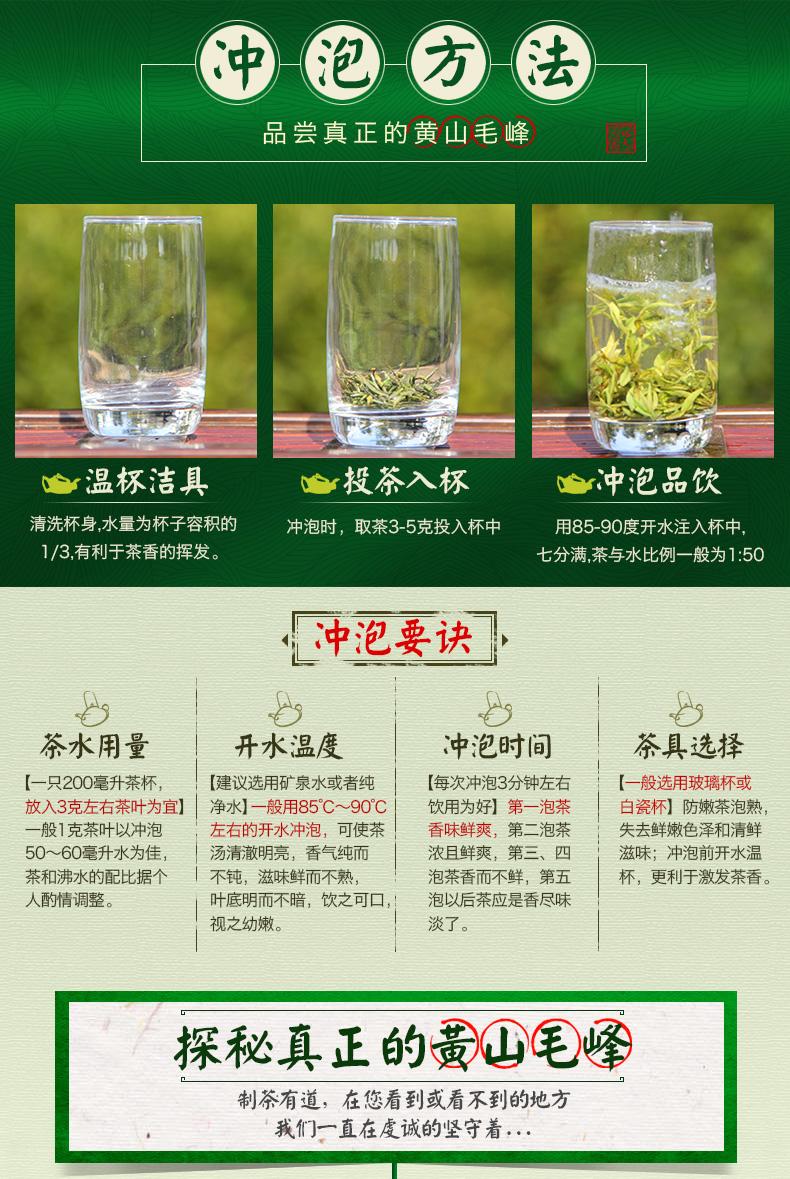 冲泡方法
品尝真正的黄山毛峰
温杯洁具
清洗杯身,水量为杯子容积的
1/3,有利于茶香的挥发。
投茶入杯
冲泡时，取茶3-5克投入杯中
冲泡品饮
用85-90度开水注入杯中,
七分满,茶与水比例一般为1:50
冲泡要诀
茶水用量
【一只200毫升茶杯，
放入3克左右茶叶为宜】
一般1克茶叶以冲泡
50～60毫升水为佳，
茶和沸水的配比据个
人酌情调整。
开水温度
【建议选用矿泉水或者纯
净水】一般用85℃～90℃
左右的开水冲泡，可使茶
汤清澈明亮，香气纯而
不钝，滋味鲜而不熟，
叶底明而不暗，饮之可口，
视之幼嫩。
冲泡时间
【每次冲泡3分钟左右
饮用为好】第一泡茶
香味鲜爽，第二泡茶
浓且鲜爽，第三、四
泡茶香而不鲜，第五
泡以后茶应是香尽味
淡了。
茶具选择
【一般选用玻璃杯或
白瓷杯】防嫩茶泡熟，
失去鲜嫩色泽和清鲜
滋味；冲泡前开水温
杯，更利于激发茶香。
探秘真正的黄山毛峰
制茶有道，在您看到或看不到的地方
我们一直在虔诚的坚守着...